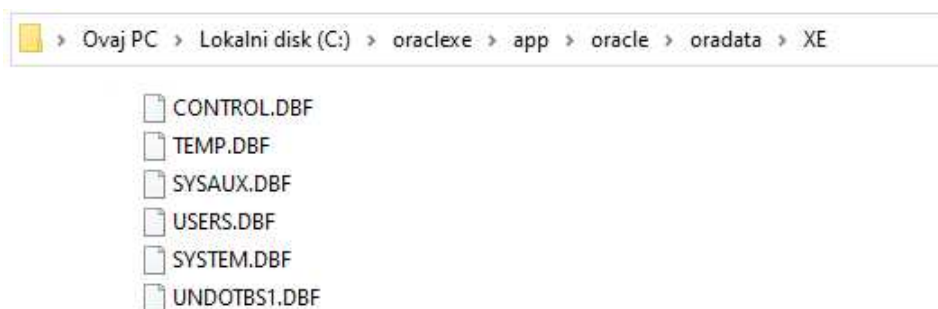 Ovaj PC > Lokalni disk (C:) > oraclexe > app > oracle > oradata > XE
CONTROL.DBF
TEMP.DBF
SYSAUX.DBF
USERS.DBF
SYSTEM.DBF
UNDOTBS1.DBF